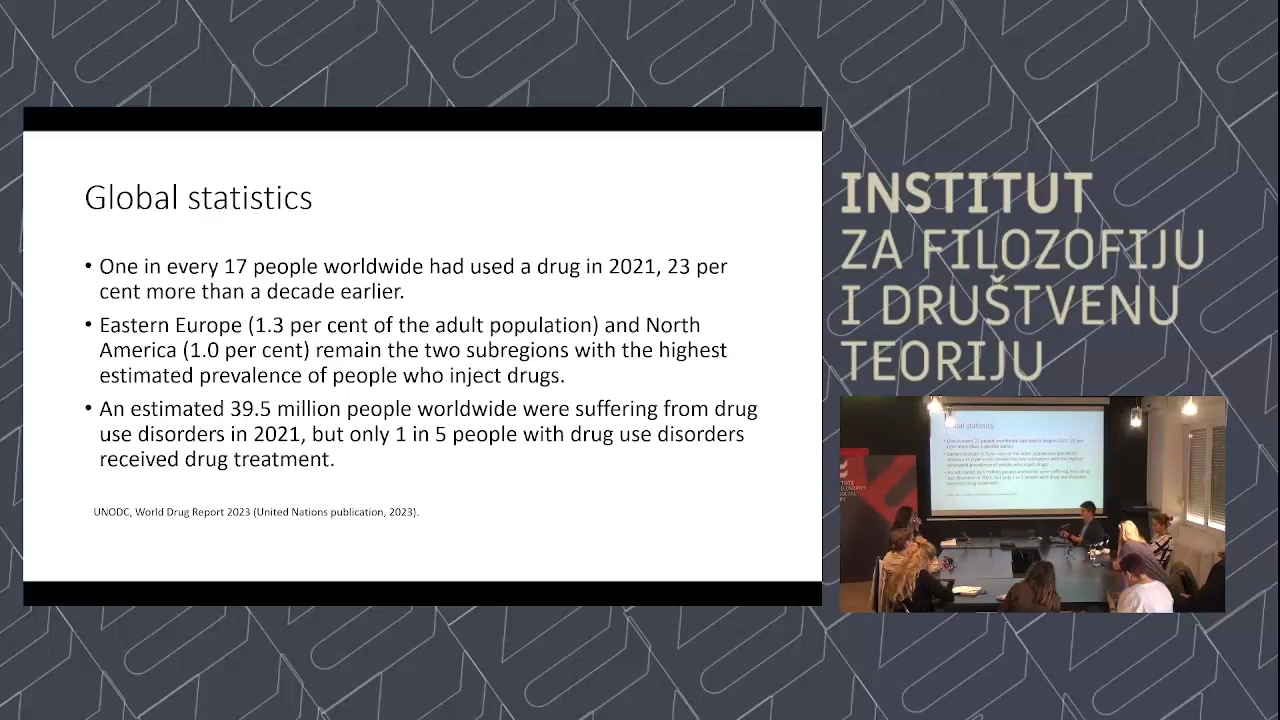 Global statistics
• One in every 17 people worldwide had used a drug in 2021, 23 per
cent more than a decade earlier.
• Eastern Europe (1.3 per cent of the adult population) and North
America (1.0 per cent) remain the two subregions with the highest
estimated prevalence of people who inject drugs.
• An estimated 39.5 million people worldwide were suffering from drug
use disorders in 2021, but only 1 in 5 people with drug use disorders
received drug treatment.
UNODC, World Drug Report 2023 (United Nations publication, 2023).
INSTITUT
ZA FILOZOFIJU
I DRUŠTVENU
TEORIJU
Global statistics